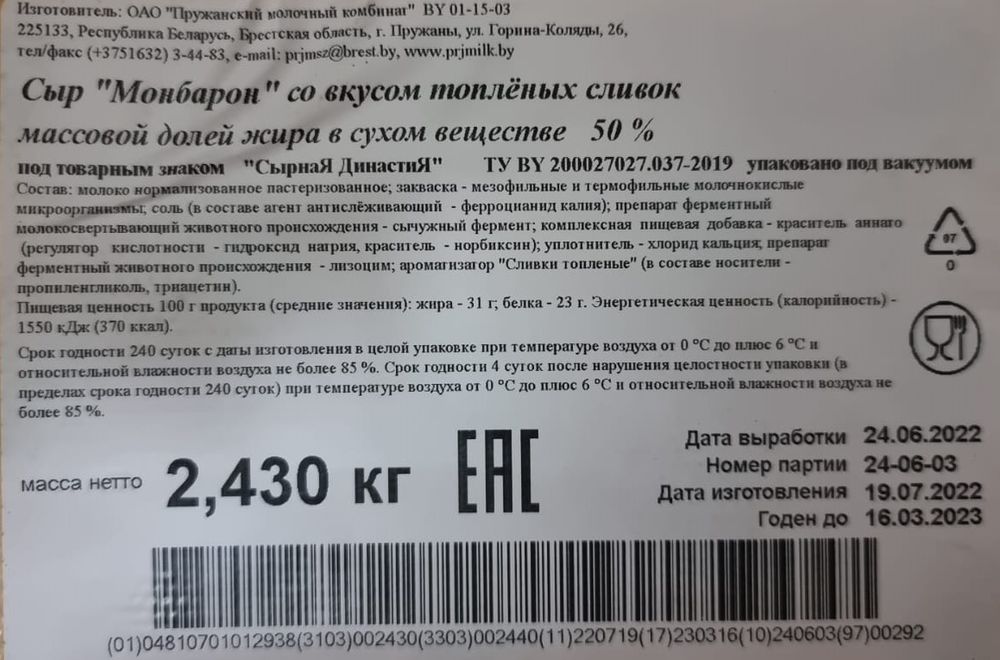 Изготовитель: ОАО "Пружанский молочный комбинат" BY 01-15-03
225133, Республика Беларусь, Брестская область, г. Пружаны, ул. Горина-Коляды, 26,
тел/факс (+3751632) 3-44-83, e-mail: prjmsz@brest.by, www.prjmilk.by
Сыр "Монбарон" со вкусом топлёных сливок
массовой долей жира в сухом веществе 50 %
под товарным знаком "СырнаЯ ДинастиЯ" ТУ BY 200027027.037-2019 упаковано под вакуумом
Состав: молоко нормализованное пастеризованное; закваска - мезофильные и термофильные молочнокислые
микроорганизмы; соль (в составе агент антислёживающий - ферроцианид калия); препарат ферментный
молокосвертывающий животного происхождения - сычужный фермент; комплексная пищевая добавка - краситель аннато
(регулятор кислотности - гидроксид натрия, краситель - норбиксин); уплотнитель - хлорид кальция; препарат
ферментный животного происхождения - лизоцим; ароматизатор "Сливки топленые" (в составе носители -
пропиленгликоль, триацетин).
97
0
Пищевая ценность 100 г продукта (средние значения): жира - 31 г; белка - 23 г. Энергетическая ценность (калорийность) -
1550 кДж (370 ккал).
Срок годности 240 суток с даты изготовления в целой упаковке при температуре воздуха от 0 °С до плюс 6 °С и
относительной влажности воздуха не более 85 %. Срок годности 4 суток после нарушения целостности упаковки (в
пределах срока годности 240 суток) при температуре воздуха от 0 °С до плюс 6 °С и относительной влажности воздуха не
более 85 %.
масса нетто 2,430 кг
EAC
Дата выработки 24.06.2022
Номер партии 24-06-03
Дата изготовления 19.07.2022
Годен до 16.03.2023
(01)04810701012938(3103)002430(3303)002440(11)220719(17)230316(10)240603(97)00292